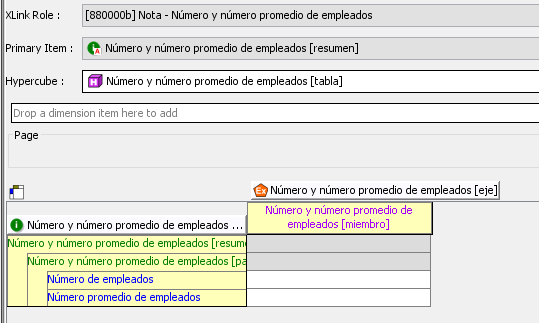 XLink Role : [880000b] Nota - Número y número promedio de empleados
Primary Item : Número y número promedio de empleados [resumen]
Hypercube : Número y número promedio de empleados [tabla]
Drop a dimension item here to add
Page
Número y número promedio de empleados [eje]
Número y número promedio de empleados ...
Número y número promedio de
empleados [miembro]
Número y número promedio de empleados [resume
Número y número promedio de empleados [pa
Número de empleados
Número promedio de empleados